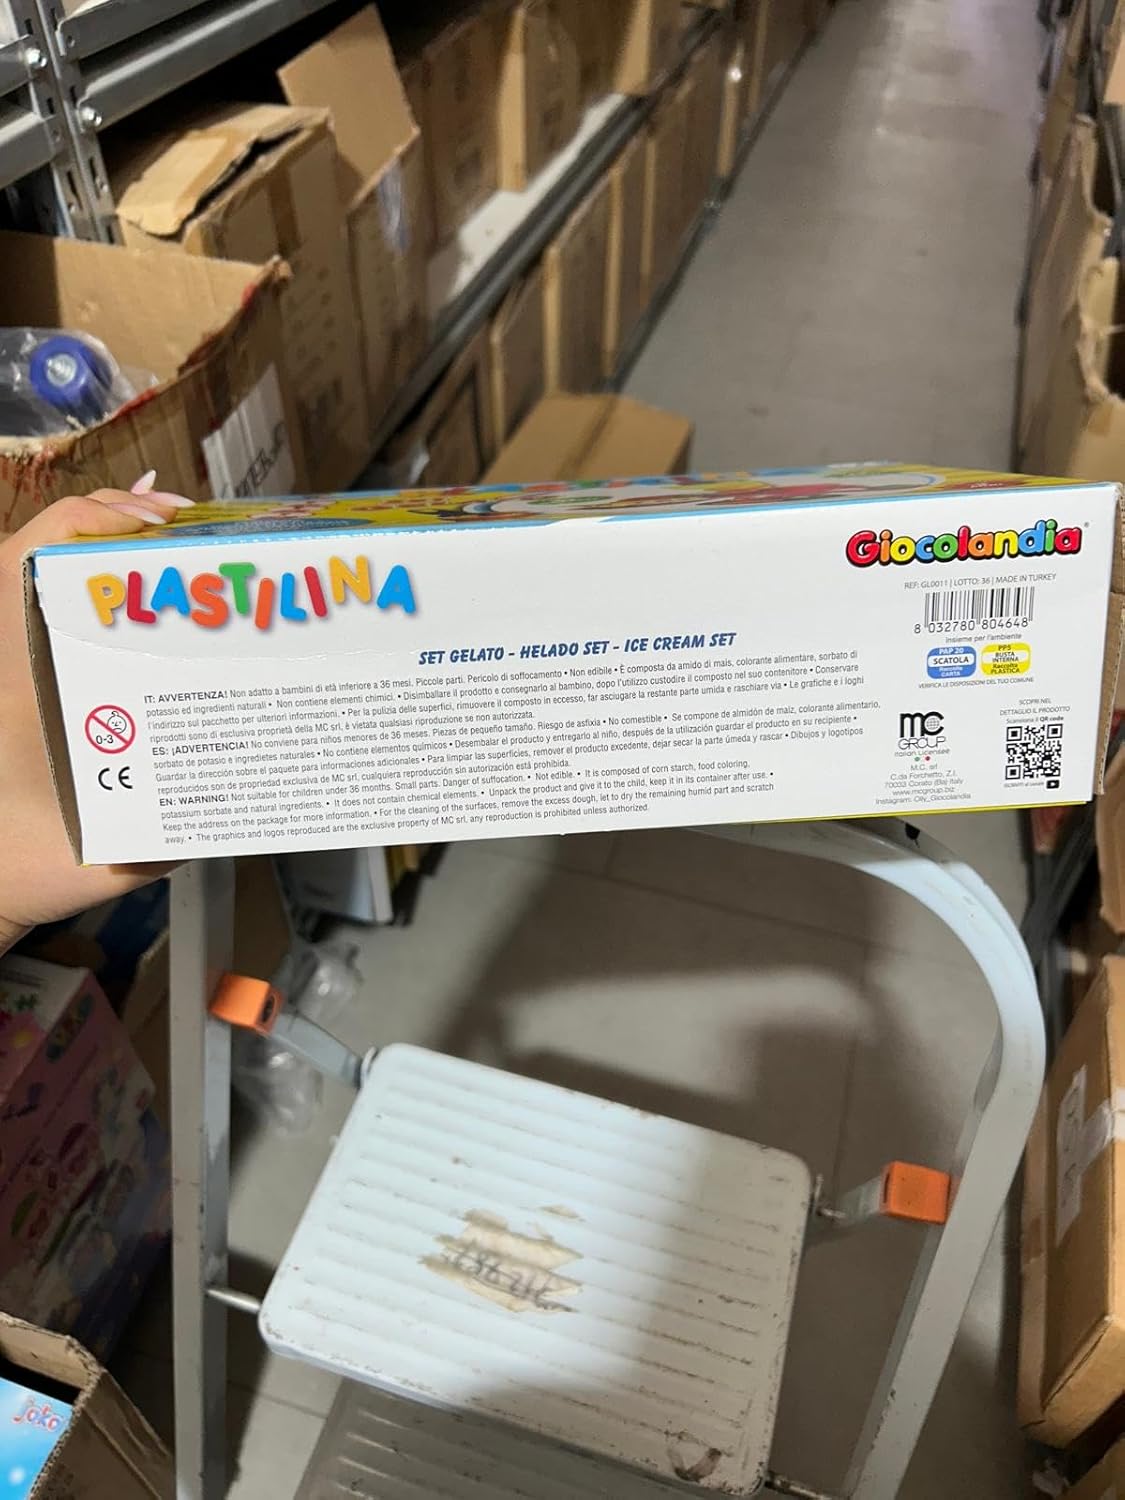 PLASTILINA
Giocolandia®
REF: GL0011 | LOTTO: 36 | MADE IN TURKEY
8 032780 804648
Insieme per l'ambiente
PAP 20
SCATOLA
Raccolta
CARTA
PP5
BUSTA
INTERNA
Raccolta
PLASTICA
VERIFICA LE DISPOSIZIONI DEL TUO COMUNE
SET GELATO - HELADO SET - ICE CREAM SET
IT: AVVERTENZA! Non adatto a bambini di età inferiore a 36 mesi. Piccole parti. Pericolo di soffocamento • Non edibile • È composta da amido di mais, colorante alimentare, sorbato di
potassio ed ingredienti naturali • Non contiene elementi chimici. • Disimballare il prodotto e consegnarlo al bambino, dopo l'utilizzo custodire il composto nel suo contenitore • Conservare
l'indirizzo sul pacchetto per ulteriori informazioni. • Per la pulizia delle superfici, rimuovere il composto in eccesso, far asciugare la restante parte umida e raschiare via • Le grafiche e i loghi
riprodotti sono di esclusiva proprietà della MC srl, è vietata qualsiasi riproduzione se non autorizzata.
ES: ¡ADVERTENCIA! No conviene para niños menores de 36 meses. Piezas de pequeño tamaño. Riesgo de asfixia • No comestible • Se compone de almidón de maíz, colorante alimentario,
sorbato de potasio e ingredietes naturales • No contiene elementos químicos • Desembalar el producto y entregarlo al niño, después de la utilización guardar el producto en su recipiente •
Guardar la dirección sobre el paquete para informaciones adicionales • Para limpiar las superficies, remover el producto excedente, dejar secar la parte úmeda y rascar • Dibujos y logotipos
reproducidos son de propriedad exclusiva de MC srl, cualquiera reproducción sin autorización está prohibida.
EN: WARNING! Not suitable for children under 36 months. Small parts. Danger of suffocation. • Not edible. • It is composed of corn starch, food coloring,
potassium sorbate and natural ingredients. • It does not contain chemical elements. • Unpack the product and give it to the child, keep it in its container after use. •
Keep the address on the package for more information. • For the cleaning of the surfaces, remove the excess dough, let to dry the remaining humid part and scratch
away. • The graphics and logos reproduced are the exclusive property of MC srl, any reproduction is prohibited unless authorized.
0-3
CE
mc
GROUP
Italian Licensee
M.C. srl
C.da Forchetto, Z.I.
70033 Corato (Ba) Italy
www.mcgroup.biz
Instagram: Olly_Giocolandia
SCOPRI NEL
DETTAGLIO IL PRODOTTO
Scansiona il QR code
joko